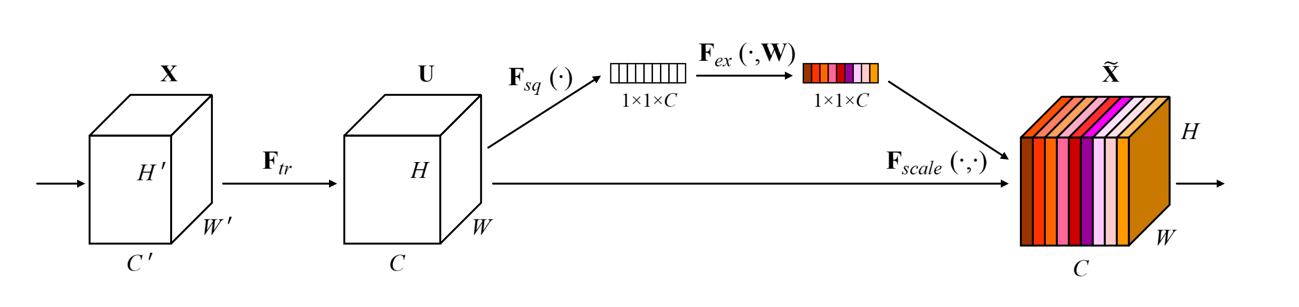 X
H′
W′
C′
F_tr
U
H
W
C
F_sq (·)
1×1×C
F_ex (·,W)
1×1×C
F_scale (·,·)
X̃
H
W
C